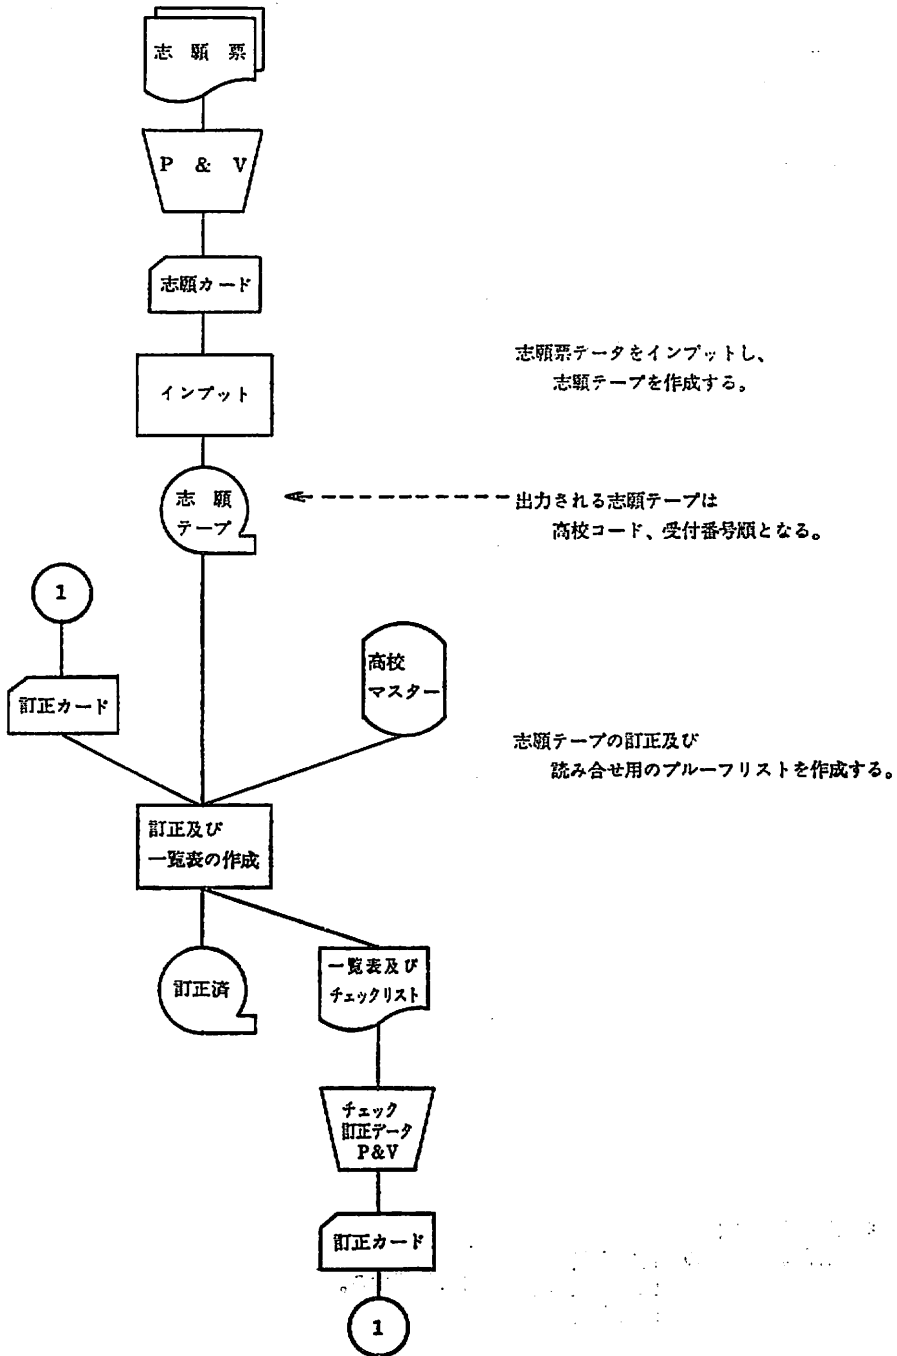 志願票
P & V
志願カード
志願票データをインプットし、
志願テープを作成する。
インプット
志願
テープ
出力される志願テープは
高校コード、受付番号順となる。
1
高校
マスター
訂正カード
志願テープの訂正及び
読み合せ用のプルーフリストを作成する。
訂正及び
一覧表の作成
一覧表及び
チェックリスト
訂正済
チェック
訂正データ
P&V
訂正カード
1